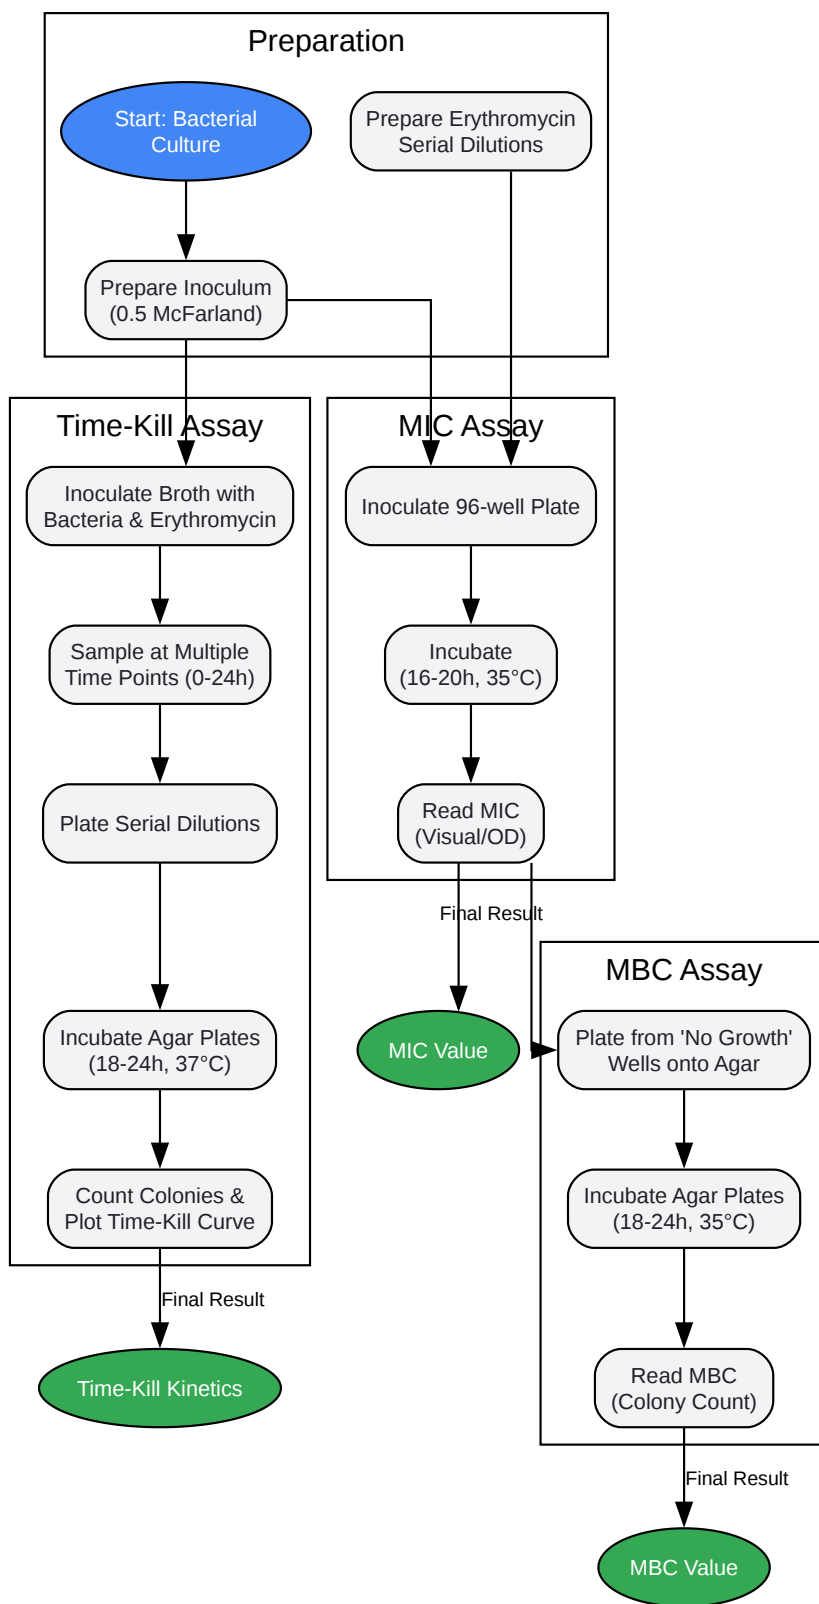 Preparation
Start: Bacterial
Culture
Prepare Erythromycin
Serial Dilutions
Prepare Inoculum
(0.5 McFarland)
Time-Kill Assay
Inoculate Broth with
Bacteria & Erythromycin
Sample at Multiple
Time Points (0-24h)
Plate Serial Dilutions
Incubate Agar Plates
(18-24h, 37°C)
Count Colonies &
Plot Time-Kill Curve
Final Result
Time-Kill Kinetics
MIC Assay
Inoculate 96-well Plate
Incubate
(16-20h, 35°C)
Read MIC
(Visual/OD)
Final Result
MIC Value
MBC Assay
Plate from 'No Growth'
Wells onto Agar
Incubate Agar Plates
(18-24h, 35°C)
Read MBC
(Colony Count)
Final Result
MBC Value